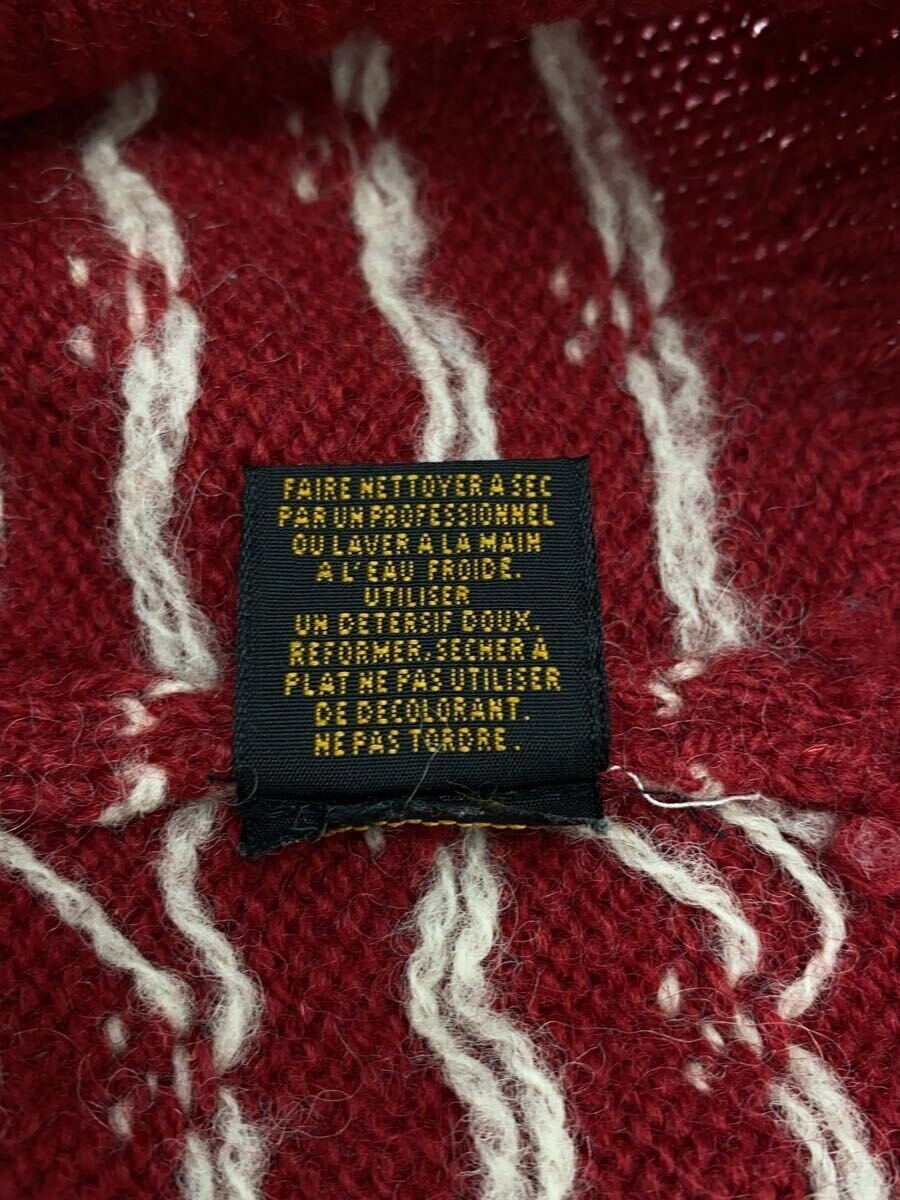 FAIRE NETTOYER A SEC
PAR UN PROFESSIONNEL
OU LAVER A LA MAIN
A L'EAU FROIDE.
UTILISER
UN DETERSIF DOUX.
REFORMER. SECHER A
PLAT NE PAS UTILISER
DE DECOLORANT.
NE PAS TORDRE.